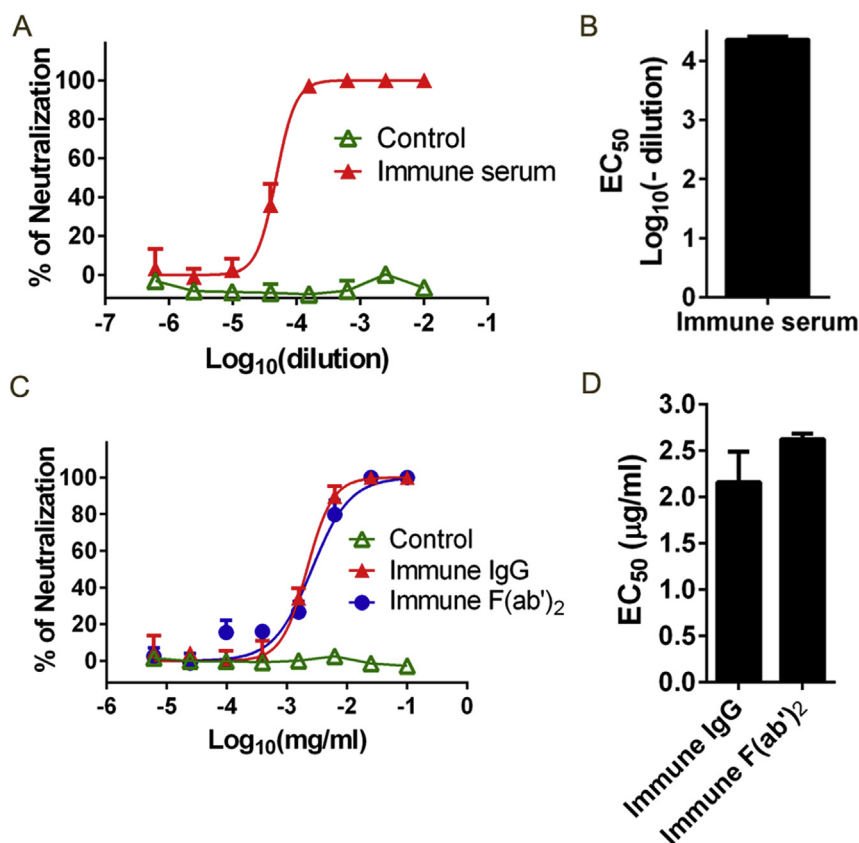 A
% of Neutralization
100
80
60
40
20
0
Control
Immune serum
-7 -6 -5 -4 -3 -2 -1
Log10(dilution)
B
EC50
Log10(- dilution)
4
3
2
1
0
Immune serum
C
% of Neutralization
100
80
60
40
20
0
Control
Immune IgG
Immune F(ab')2
-6 -5 -4 -3 -2 -1 0
Log10(mg/ml)
D
EC50 (µg/ml)
3.0
2.5
2.0
1.5
1.0
0.5
0.0
Immune IgG
Immune F(ab')2